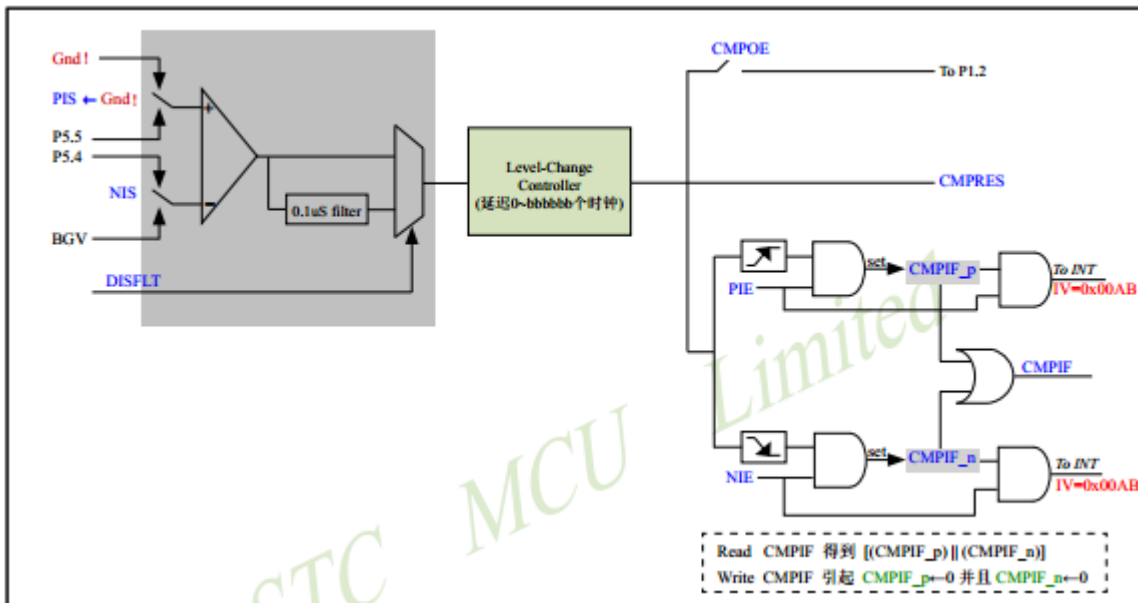 Gnd!
PIS ← Gnd!
P5.5
P5.4
NIS
BGV
DISFLT
+
−
0.1uS filter
Level-Change
Controller
(延迟0~bbbbbb个时钟)
CMPOE
To P1.2
CMPRES
PIE
set
CMPIF_p
To INT
IV=0x00AB
CMPIF
NIE
set
CMPIF_n
To INT
IV=0x00AB
Read CMPIF 得到 [(CMPIF_p) || (CMPIF_n)]
Write CMPIF 引起 CMPIF_p←0 并且 CMPIF_n←0
STC MCU Limited